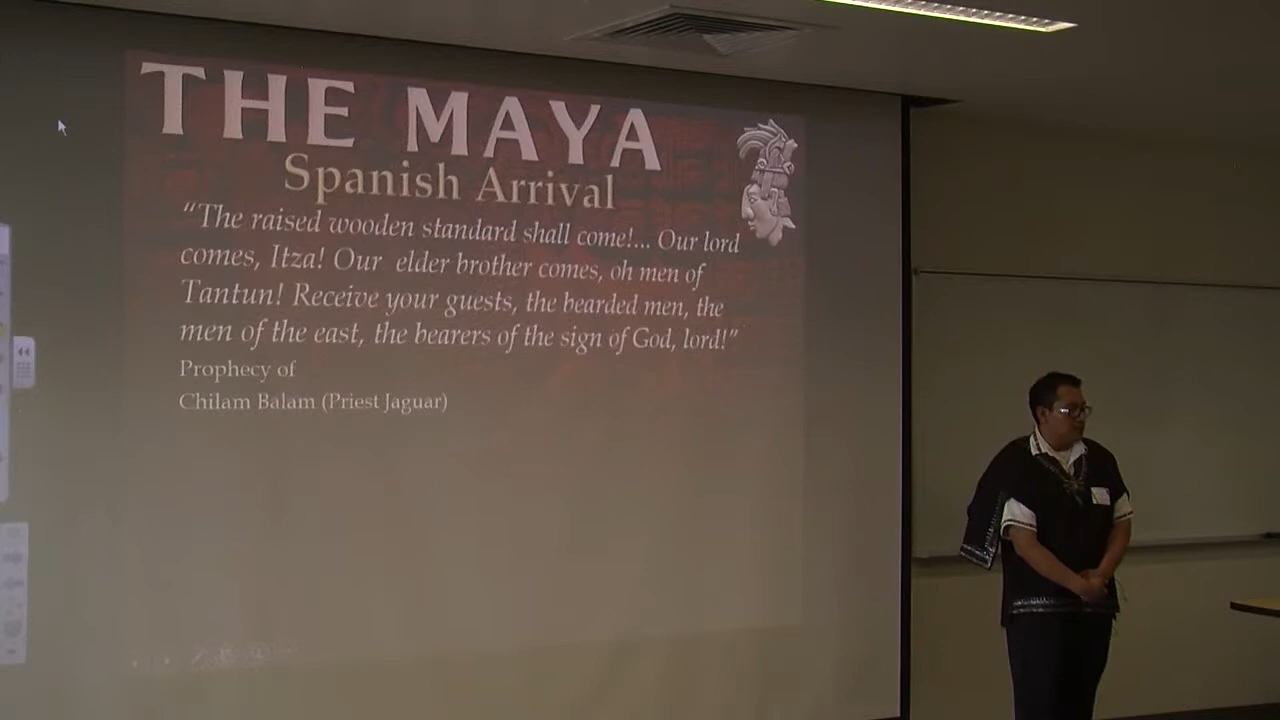 THE MAYA
Spanish Arrival
“The raised wooden standard shall come!... Our lord
comes, Itza! Our elder brother comes, oh men of
Tantun! Receive your guests, the bearded men, the
men of the east, the bearers of the sign of God, lord!”
Prophecy of
Chilam Balam (Priest Jaguar)